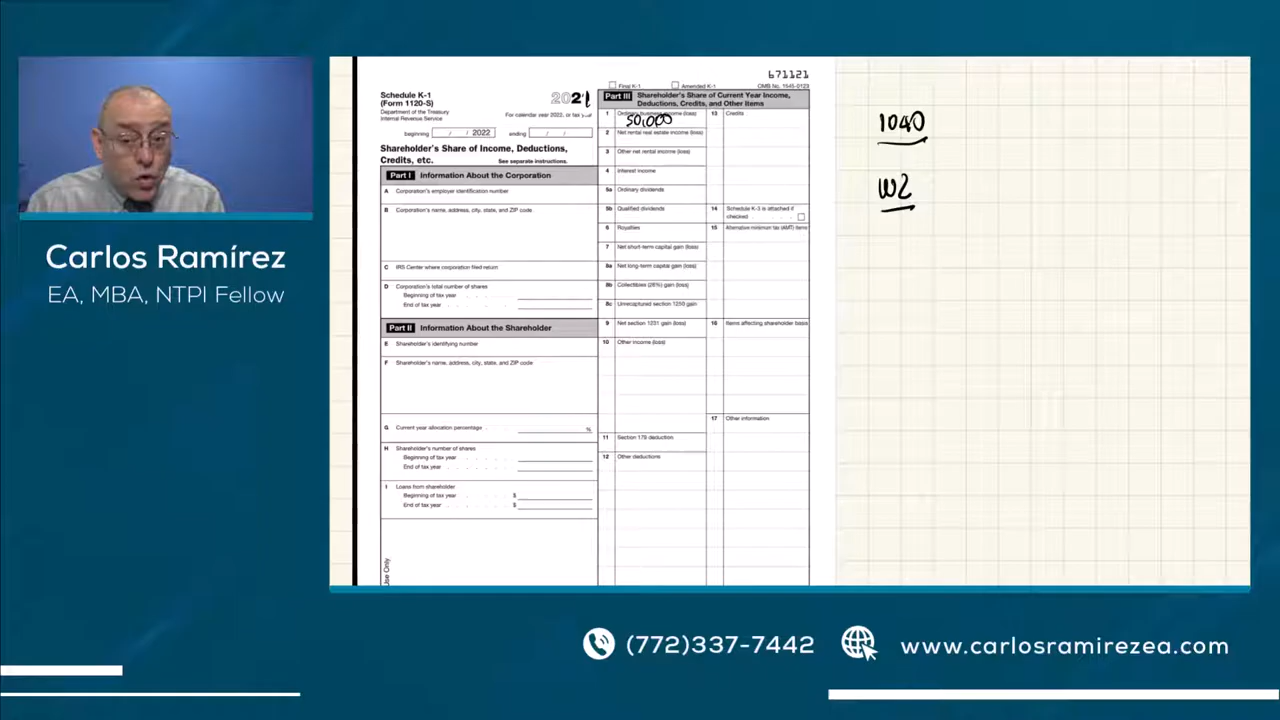 671121
Final K-1
Amended K-1
OMB No. 1545-0123
Schedule K-1
(Form 1120-S)
Department of the Treasury
Internal Revenue Service
2021
For calendar year 2022, or tax
beginning / / 2022 ending / /
Shareholder's Share of Income, Deductions,
Credits, etc.
See separate instructions.
Part I Information About the Corporation
A Corporation's employer identification number
B Corporation's name, address, city, state, and ZIP code
C IRS Center where corporation filed return
D Corporation's total number of shares
Beginning of tax year
End of tax year
Part II Information About the Shareholder
E Shareholder's identifying number
F Shareholder's name, address, city, state, and ZIP code
G Current year allocation percentage %
H Shareholder's number of shares
Beginning of tax year
End of tax year
I Loans from shareholder
Beginning of tax year $
End of tax year $
Use Only
Part III Shareholder's Share of Current Year Income,
Deductions, Credits, and Other Items
1 Ordinary income (loss)
50,000
13 Credits
2 Net rental real estate income (loss)
3 Other net rental income (loss)
4 Interest income
5a Ordinary dividends
5b Qualified dividends
14 Schedule K-3 is attached if
checked
6 Royalties
15 Alternative minimum tax (AMT) items
7 Net short-term capital gain (loss)
8a Net long-term capital gain (loss)
8b Collectibles (28%) gain (loss)
8c Unrecaptured section 1250 gain
9 Net section 1231 gain (loss)
16 Items affecting shareholder basis
10 Other income (loss)
17 Other information
11 Section 179 deduction
12 Other deductions
1040
W2
Carlos Ramírez
EA, MBA, NTPI Fellow
(772)337-7442
www.carlosramirezea.com